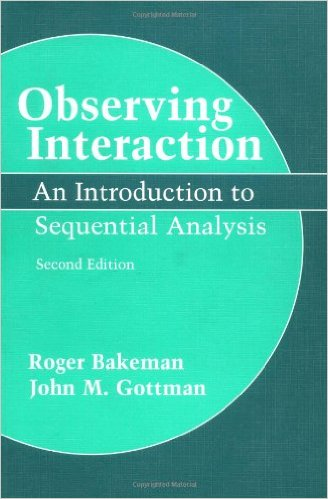 Observing
Interaction
An Introduction to
Sequential Analysis
Second Edition
Roger Bakeman
John M. Gottman